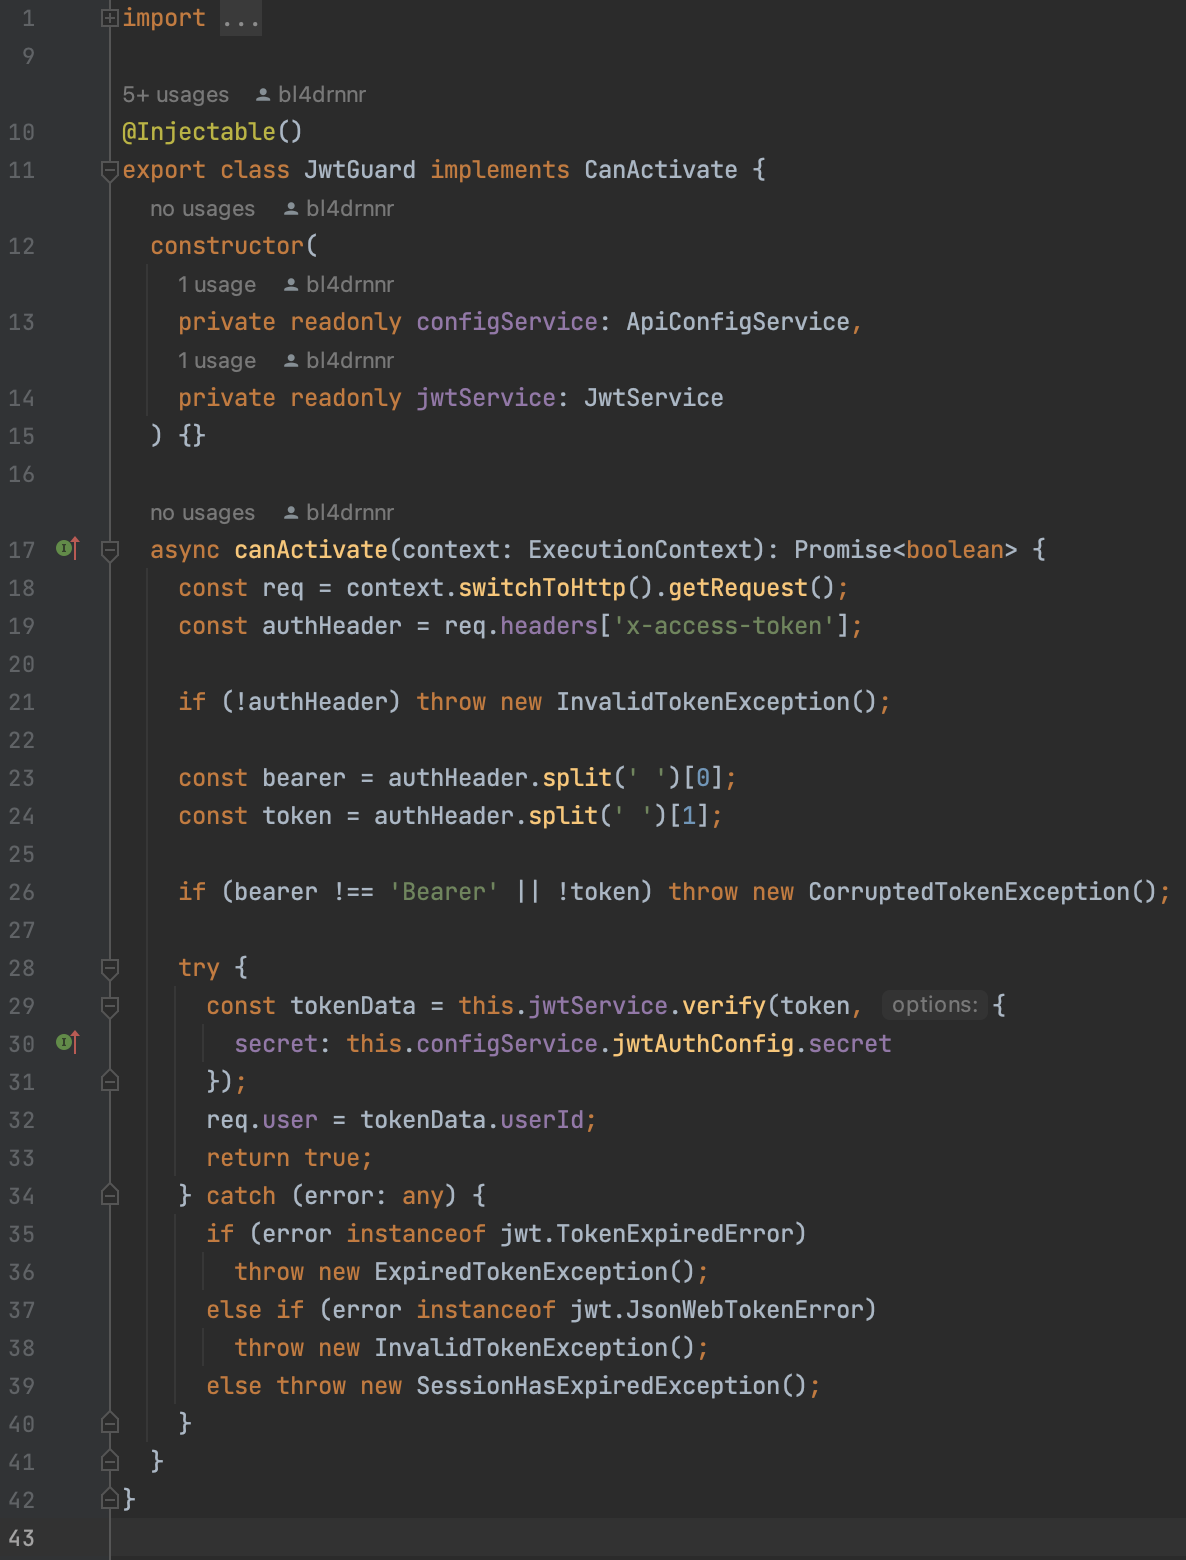 1 import ...
9
5+ usages bl4drnnr
10 @Injectable()
11 export class JwtGuard implements CanActivate {
no usages bl4drnnr
12 constructor(
1 usage bl4drnnr
13 private readonly configService: ApiConfigService,
1 usage bl4drnnr
14 private readonly jwtService: JwtService
15 ) {}
16
no usages bl4drnnr
17 async canActivate(context: ExecutionContext): Promise<boolean> {
18 const req = context.switchToHttp().getRequest();
19 const authHeader = req.headers['x-access-token'];
20
21 if (!authHeader) throw new InvalidTokenException();
22
23 const bearer = authHeader.split(' ')[0];
24 const token = authHeader.split(' ')[1];
25
26 if (bearer !== 'Bearer' || !token) throw new CorruptedTokenException();
27
28 try {
29 const tokenData = this.jwtService.verify(token, options: {
30 secret: this.configService.jwtAuthConfig.secret
31 });
32 req.user = tokenData.userId;
33 return true;
34 } catch (error: any) {
35 if (error instanceof jwt.TokenExpiredError)
36 throw new ExpiredTokenException();
37 else if (error instanceof jwt.JsonWebTokenError)
38 throw new InvalidTokenException();
39 else throw new SessionHasExpiredException();
40 }
41 }
42 }
43